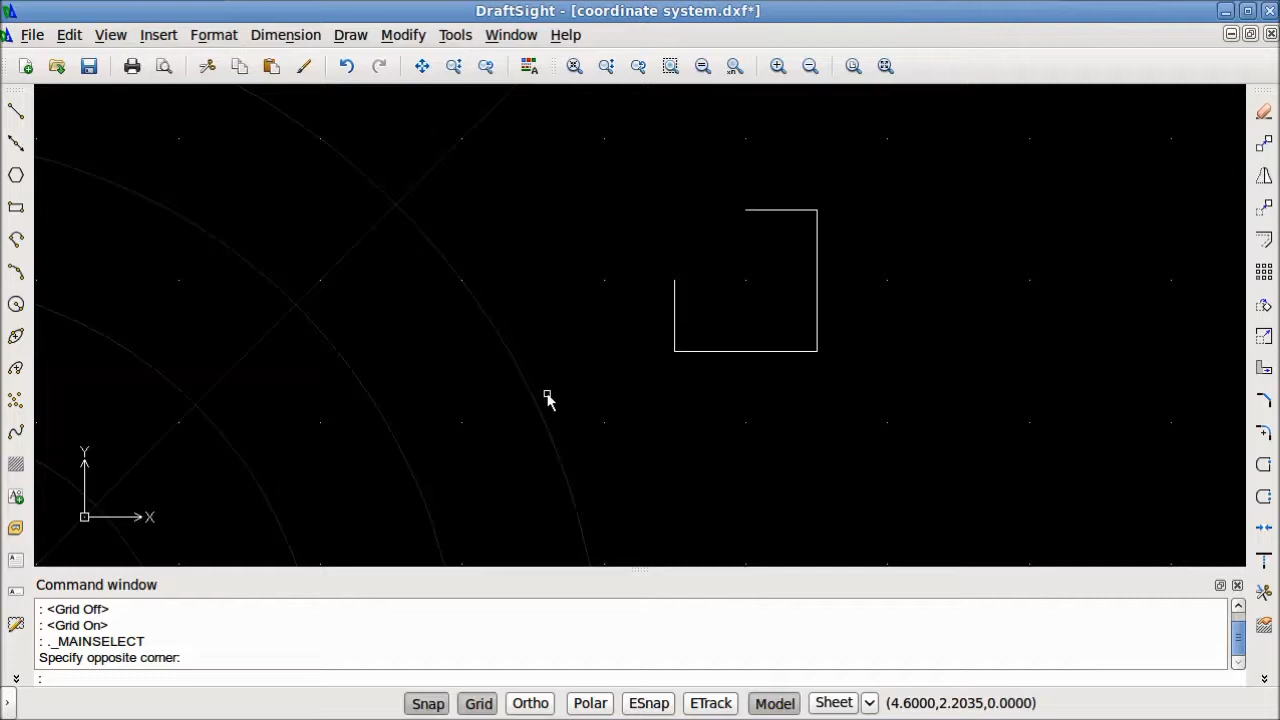 DraftSight - [coordinate system.dxf*]
File Edit View Insert Format Dimension Draw Modify Tools Window Help
Y
X
Command window
: <Grid Off>
: <Grid On>
: ._MAINSELECT
Specify opposite corner:
:
Snap Grid Ortho Polar ESnap ETrack Model Sheet (4.6000,2.2035,0.0000)